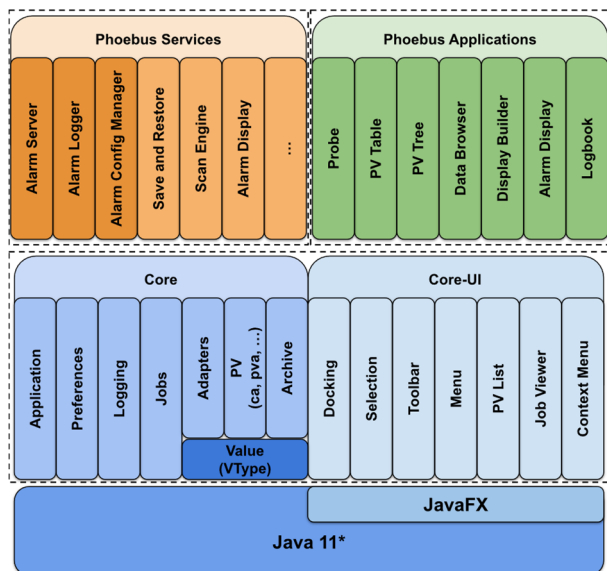 Phoebus Services
Alarm Server
Alarm Logger
Alarm Config Manager
Save and Restore
Scan Engine
Alarm Display
...
Phoebus Applications
Probe
PV Table
PV Tree
Data Browser
Display Builder
Alarm Display
Logbook
Core
Application
Preferences
Logging
Jobs
Adapters
PV
(ca, pva, ...)
Archive
Value
(VType)
Core-UI
Docking
Selection
Toolbar
Menu
PV List
Job Viewer
Context Menu
JavaFX
Java 11*